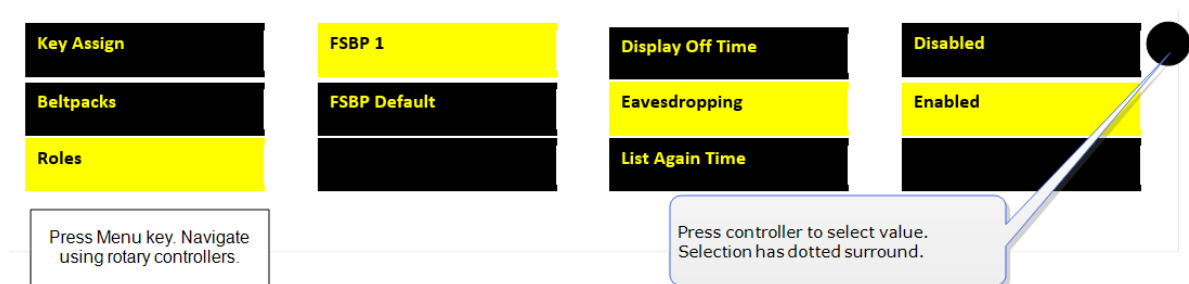 Key Assign
Beltpacks
Roles
FSBP 1
FSBP Default
Display Off Time
Eavesdropping
List Again Time
Disabled
Enabled
Press Menu key. Navigate
using rotary controllers.
Press controller to select value.
Selection has dotted surround.